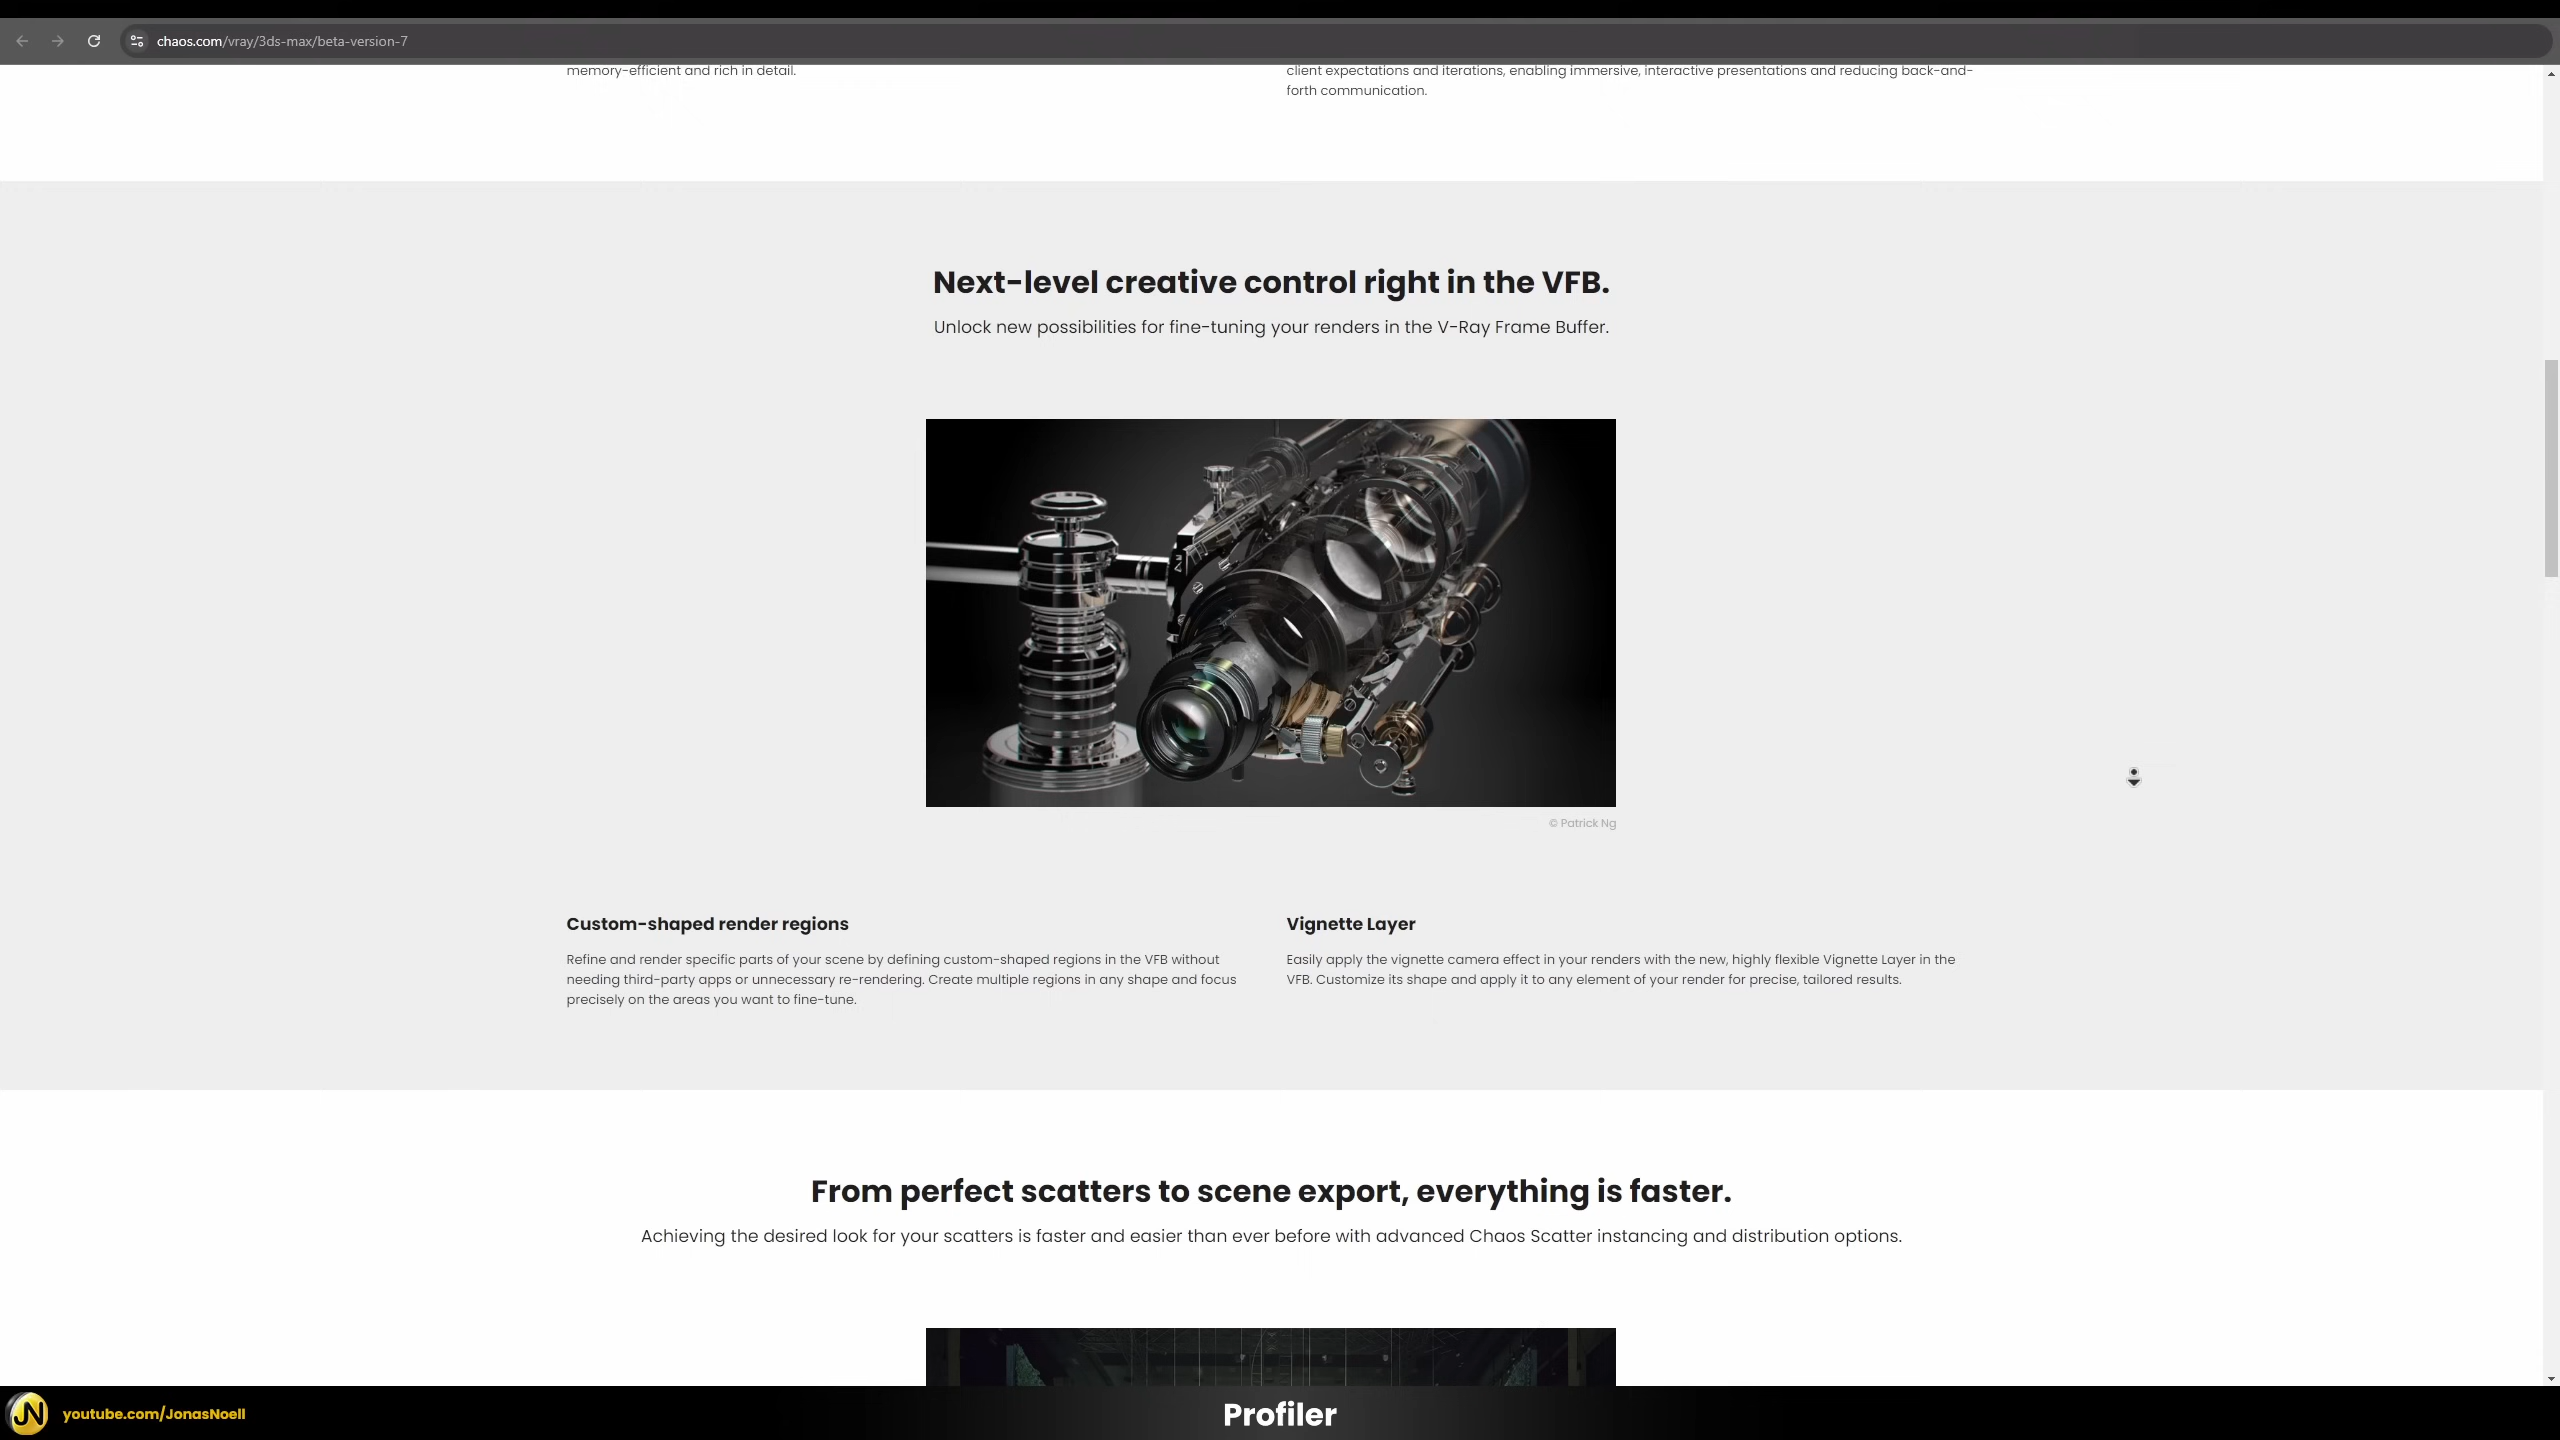 chaos.com/vray/3ds-max/beta-version-7
memory-efficient and rich in detail.
client expectations and iterations, enabling immersive, interactive presentations and reducing back-and-
forth communication.
Next-level creative control right in the VFB.
Unlock new possibilities for fine-tuning your renders in the V-Ray Frame Buffer.
© Patrick Ng
Custom-shaped render regions
Refine and render specific parts of your scene by defining custom-shaped regions in the VFB without
needing third-party apps or unnecessary re-rendering. Create multiple regions in any shape and focus
precisely on the areas you want to fine-tune.
Vignette Layer
Easily apply the vignette camera effect in your renders with the new, highly flexible Vignette Layer in the
VFB. Customize its shape and apply it to any element of your render for precise, tailored results.
From perfect scatters to scene export, everything is faster.
Achieving the desired look for your scatters is faster and easier than ever before with advanced Chaos Scatter instancing and distribution options.
JN
youtube.com/JonasNoell
Profiler